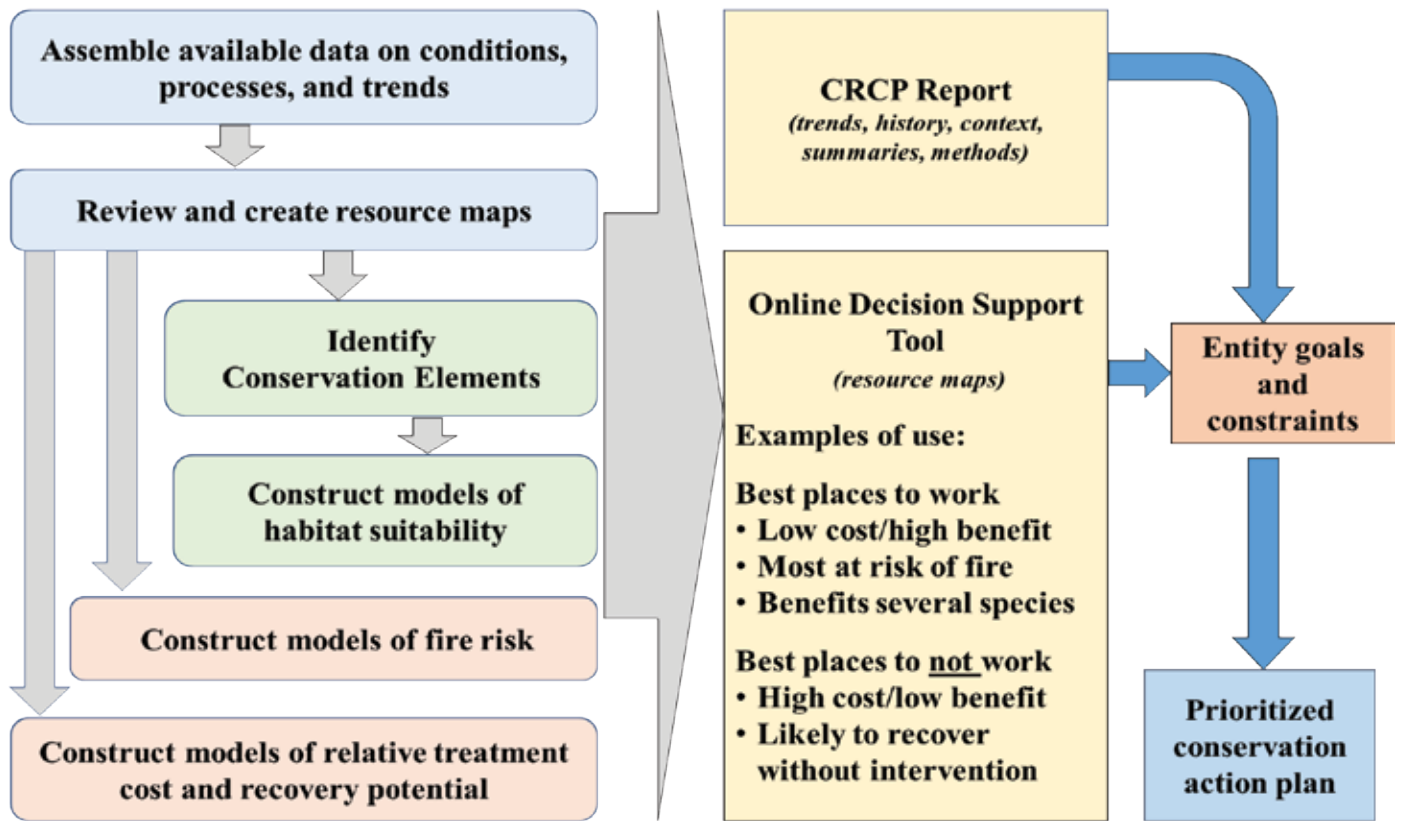 Assemble available data on conditions,
processes, and trends
Review and create resource maps
Identify
Conservation Elements
Construct models of
habitat suitability
Construct models of fire risk
Construct models of relative treatment
cost and recovery potential
CRCP Report
(trends, history, context,
summaries, methods)
Online Decision Support
Tool
(resource maps)
Examples of use:
Best places to work
• Low cost/high benefit
• Most at risk of fire
• Benefits several species
Best places to not work
• High cost/low benefit
• Likely to recover
without intervention
Entity goals
and
constraints
Prioritized
conservation
action plan